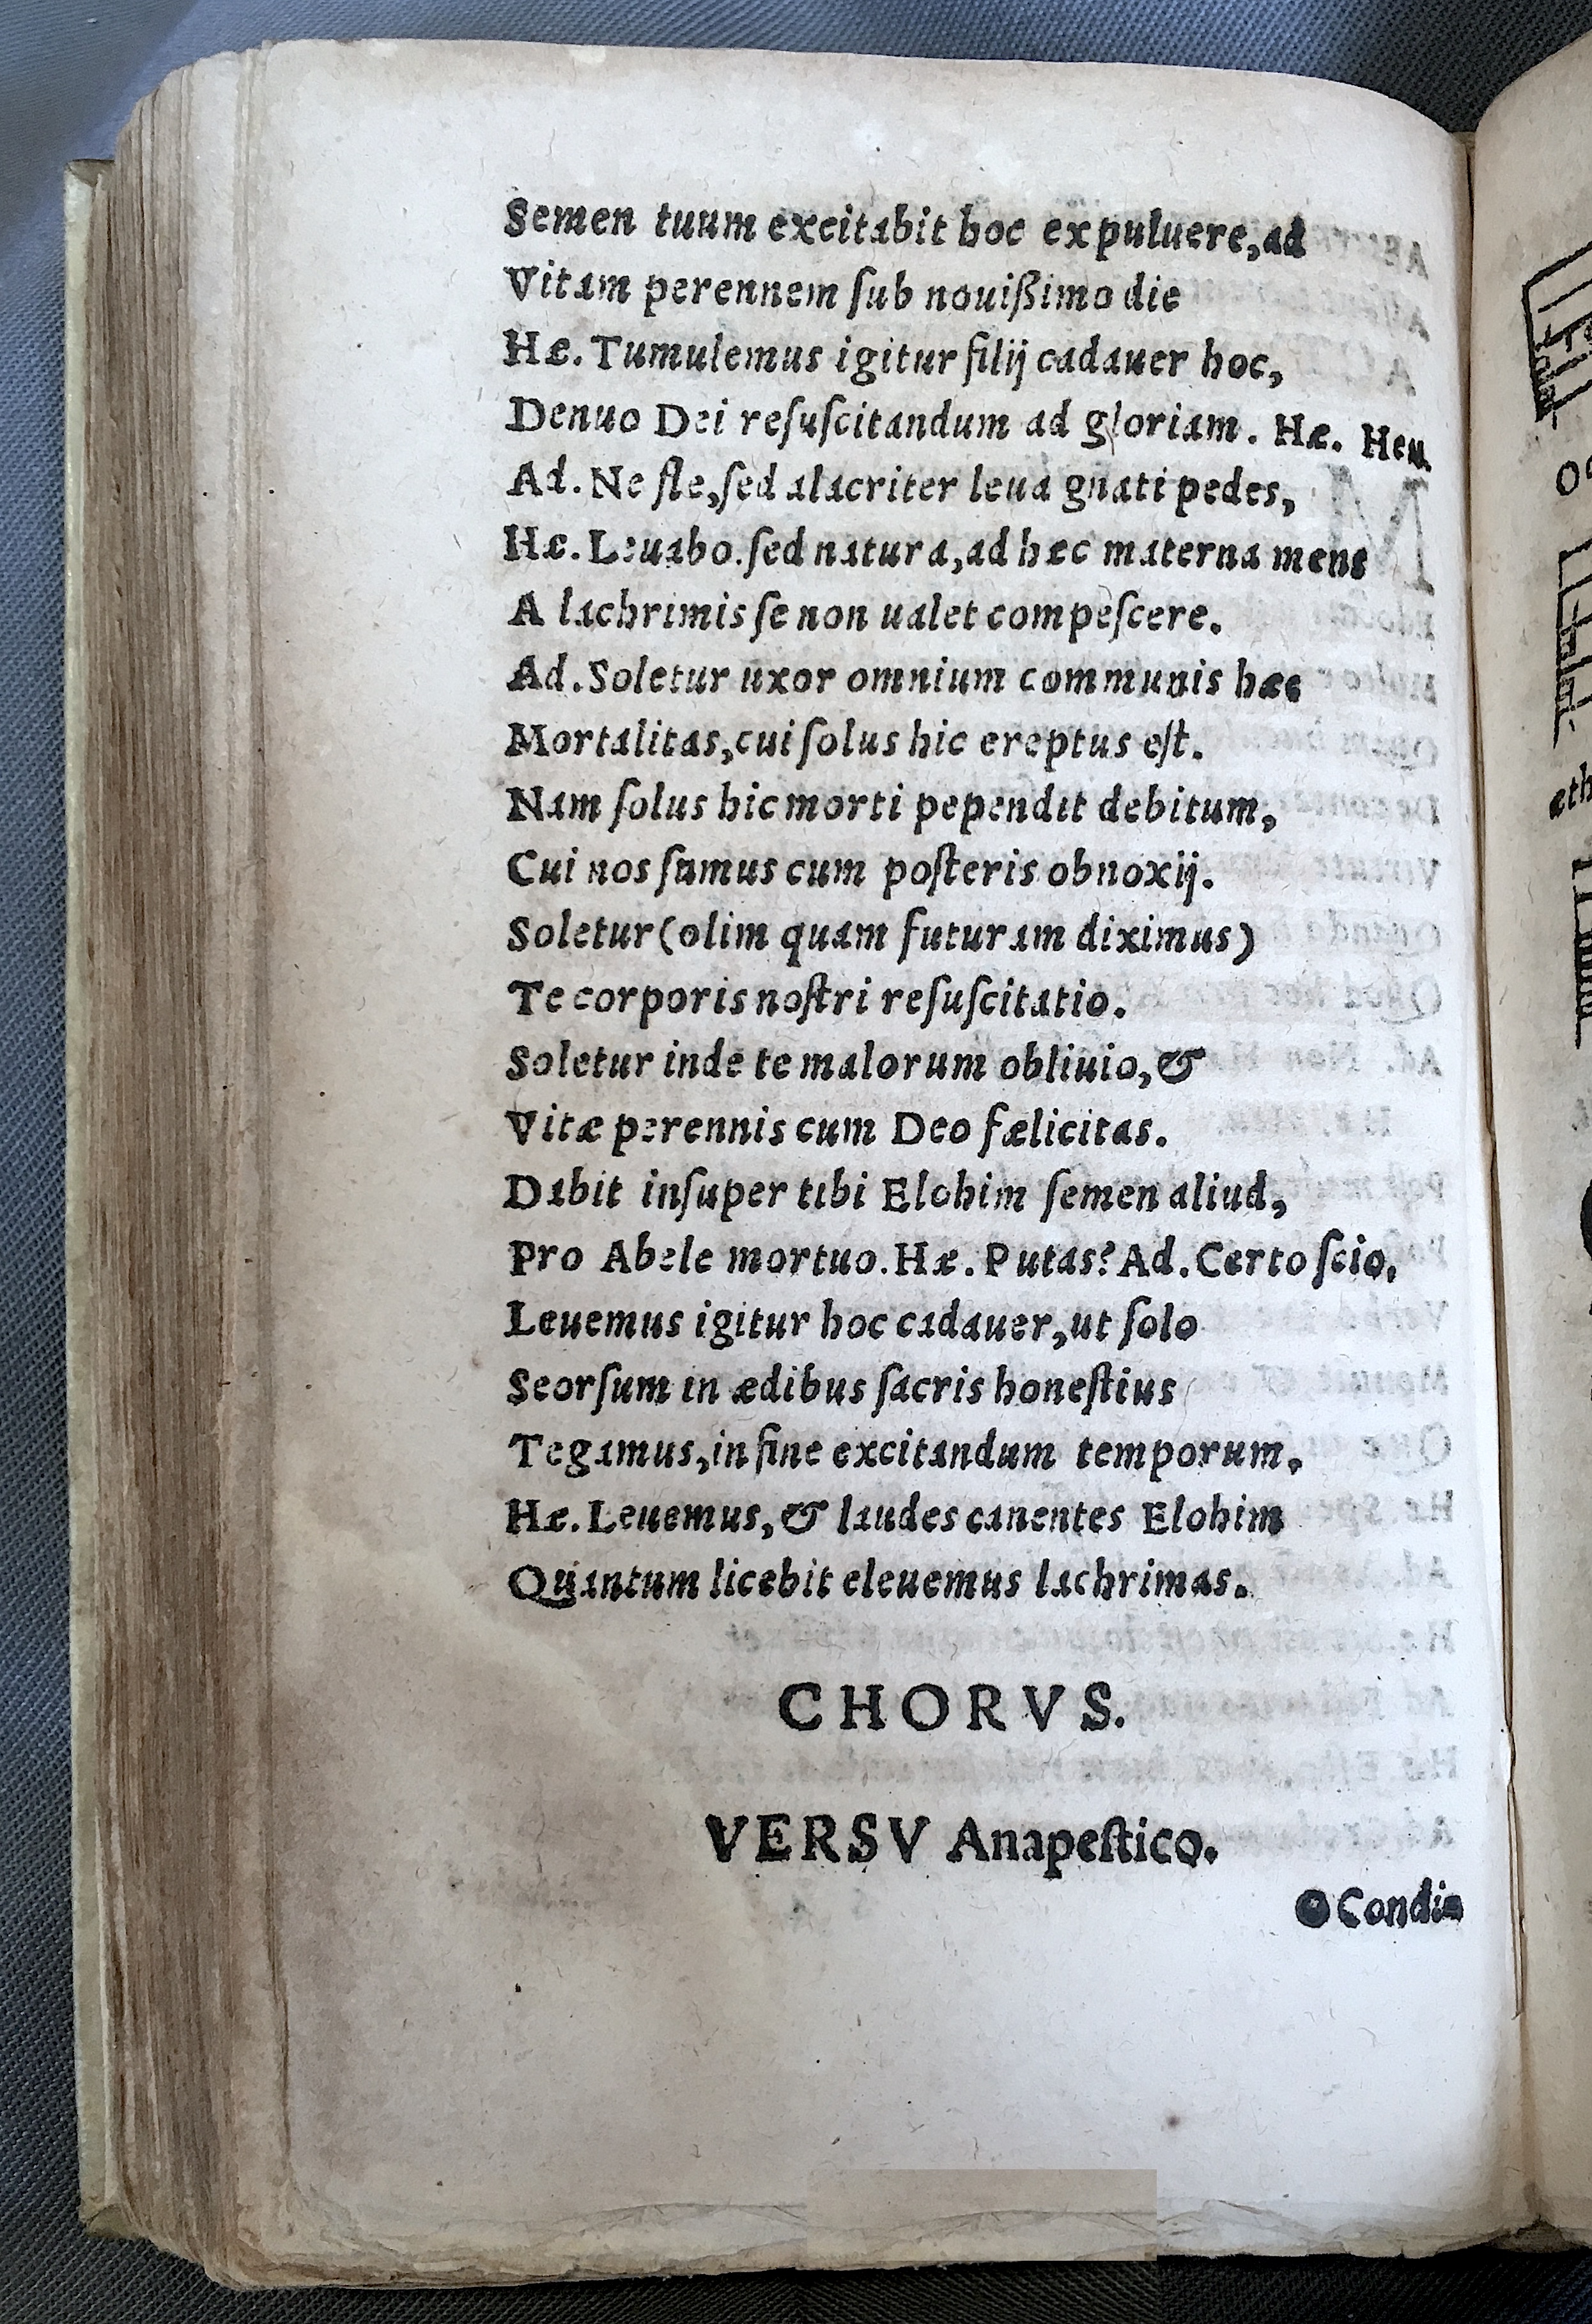 Semen tuum excitabit hoc ex puluere, ad
Vitam perennem ſub nouißimo die
Hæ. Tumulemus igitur filij cadauer hoc,
Denuo Dei reſuſcitandum ad gloriam. Hæ. Heu
Ad. Ne fle, ſed alacriter leua gnati pedes,
Hæ. Leuabo. ſed natura, ad hæc materna mens
A lachrimis ſe non ualet compeſcere.
Ad. Soletur uxor omnium communis hæc
Mortalitas, cui ſolus hic ereptus eſt.
Nam ſolus hic morti pependit debitum,
Cui nos ſumus cum poſteris obnoxij.
Soletur (olim quam futuram diximus)
Te corporis noſtri reſuſcitatio.
Soletur inde te malorum obliuio, &
Vitæ perennis cum Deo fælicitas.
Dabit inſuper tibi Elohim ſemen aliud,
Pro Abele mortuo. Hæ. Putas? Ad. Certo ſcio.
Leuemus igitur hoc cadauer, ut ſolo
Seorſum in ædibus ſacris honeſtius
Tegamus, in fine excitandum temporum.
Hæ. Leuemus, & laudes canentes Elohim
Quantum licebit eleuemus lachrimas.
CHORVS.
VERSV Anapeſtico.
Condi-